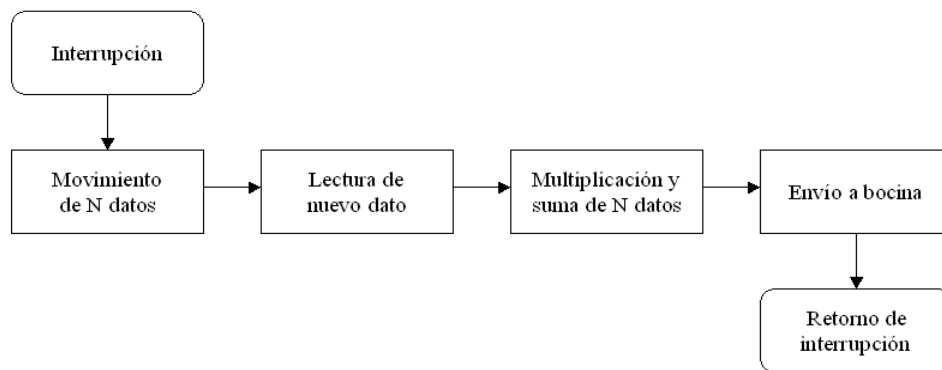 Interrupción
Movimiento
de N datos
Lectura de
nuevo dato
Multiplicación y
suma de N datos
Envío a bocina
Retorno de
interrupción